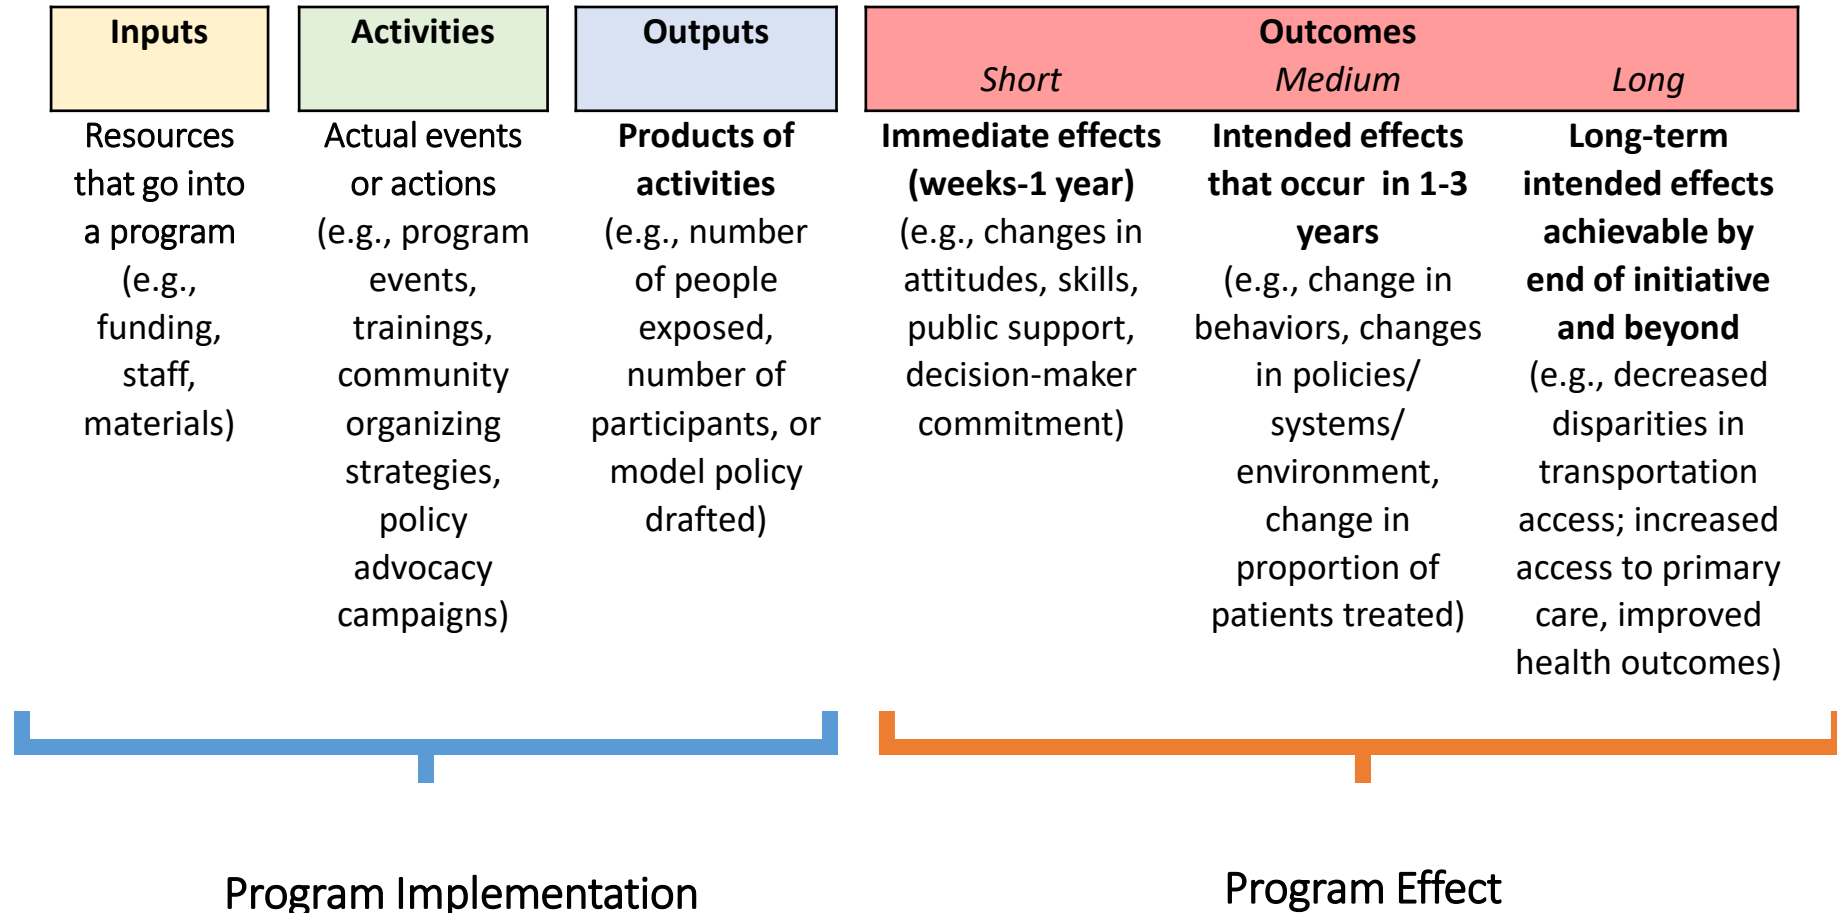 Inputs
Resources
that go into
a program
(e.g.,
funding,
staff,
materials)
Activities
Actual events
or actions
(e.g., program
events,
trainings,
community
organizing
strategies,
policy
advocacy
campaigns)
Outputs
Products of
activities
(e.g., number
of people
exposed,
number of
participants, or
model policy
drafted)
Outcomes
Short
Immediate effects
(weeks-1 year)
(e.g., changes in
attitudes, skills,
public support,
decision-maker
commitment)
Medium
Intended effects
that occur in 1-3
years
(e.g., change in
behaviors, changes
in policies/
systems/
environment,
change in
proportion of
patients treated)
Long
Long-term
intended effects
achievable by
end of initiative
and beyond
(e.g., decreased
disparities in
transportation
access; increased
access to primary
care, improved
health outcomes)
Program Implementation
Program Effect